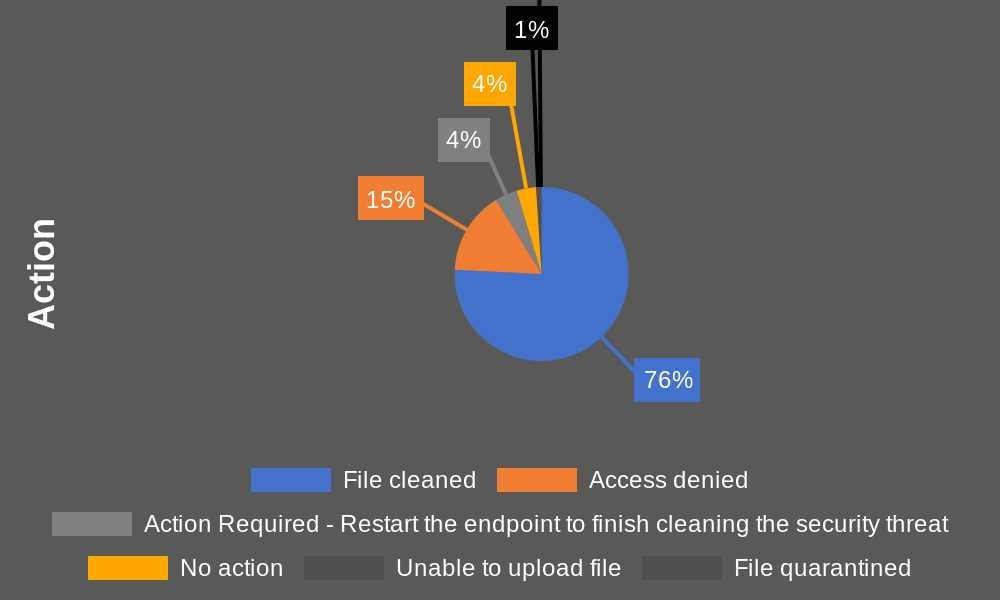 1%
4%
4%
15%
Action
76%
File cleaned
Access denied
Action Required - Restart the endpoint to finish cleaning the security threat
No action
Unable to upload file
File quarantined